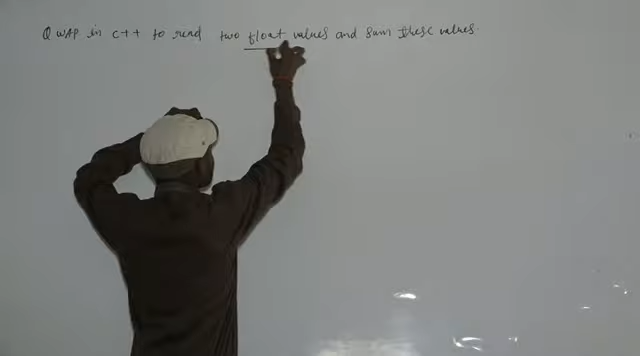 Q WAP in C++ to read two float values and sum these values.